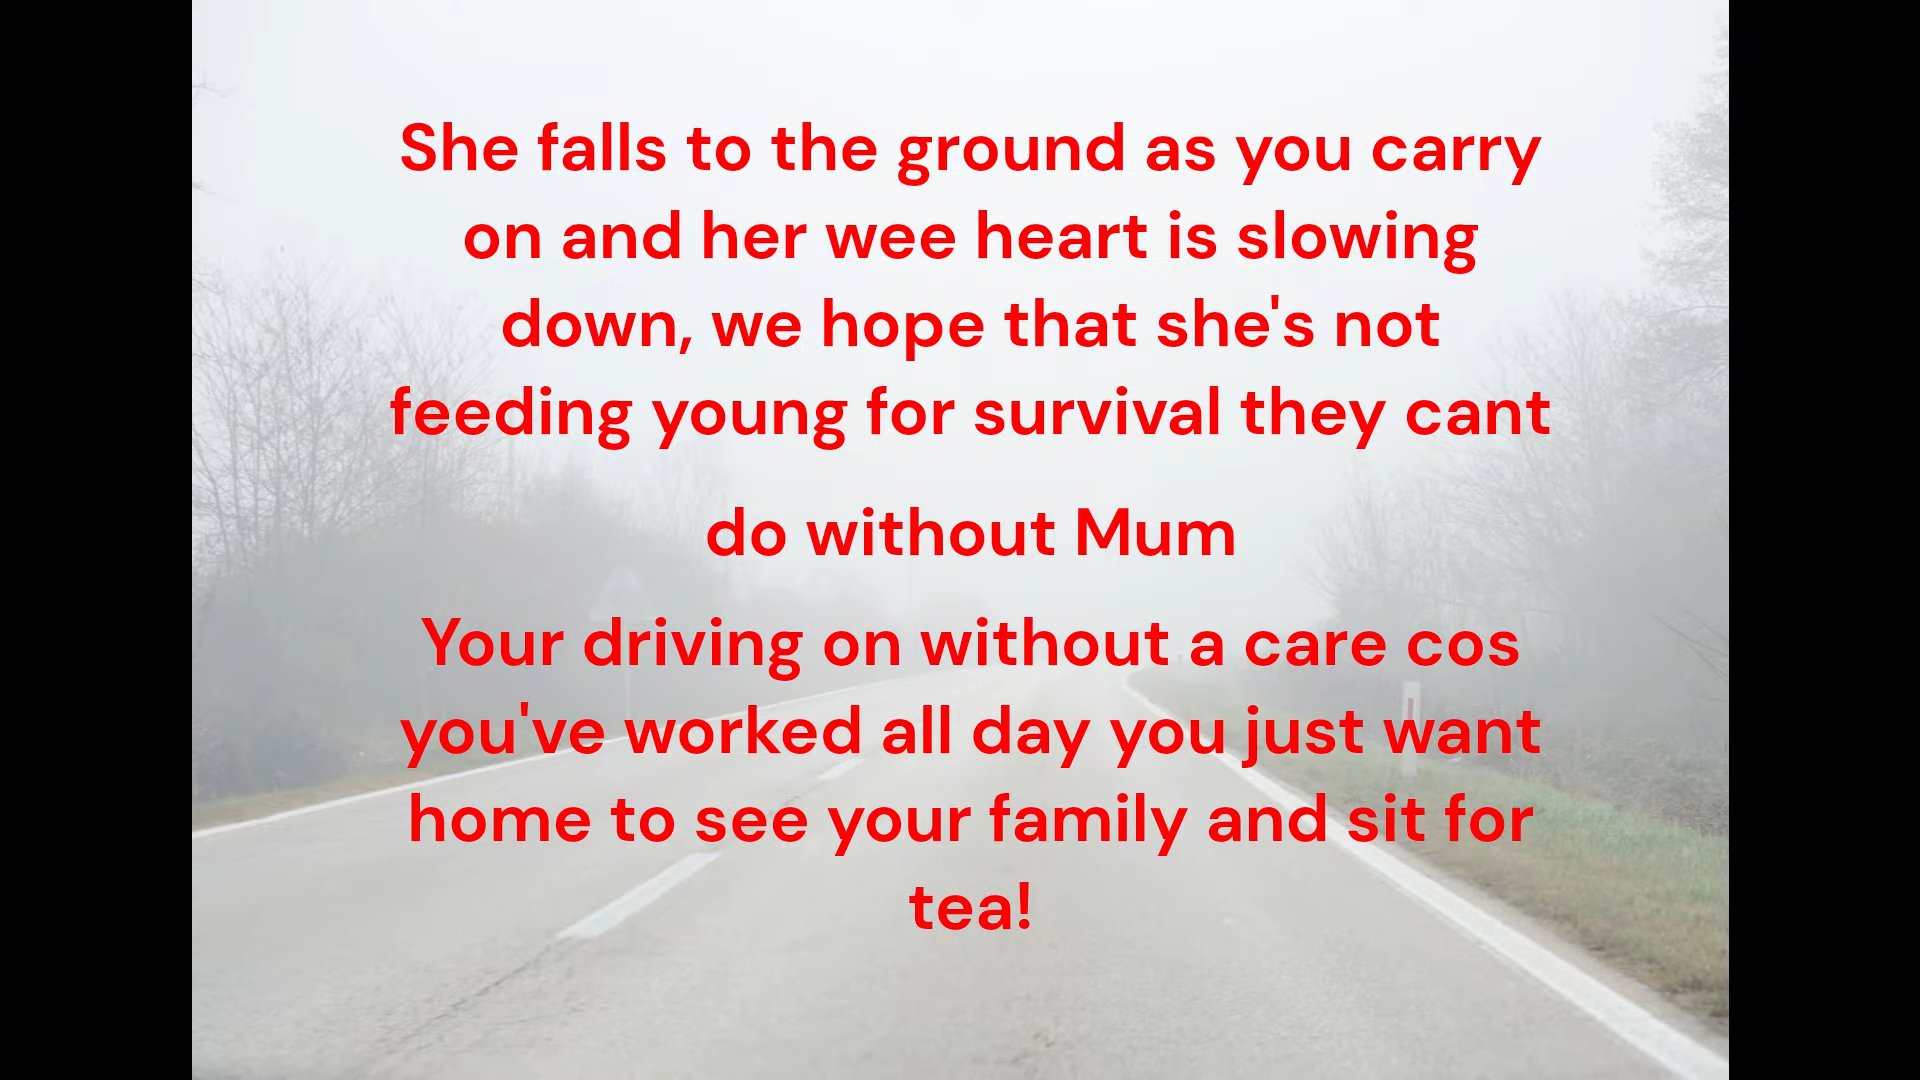 She falls to the ground as you carry
on and her wee heart is slowing
down, we hope that she's not
feeding young for survival they cant
do without Mum
Your driving on without a care cos
you've worked all day you just want
home to see your family and sit for
tea!